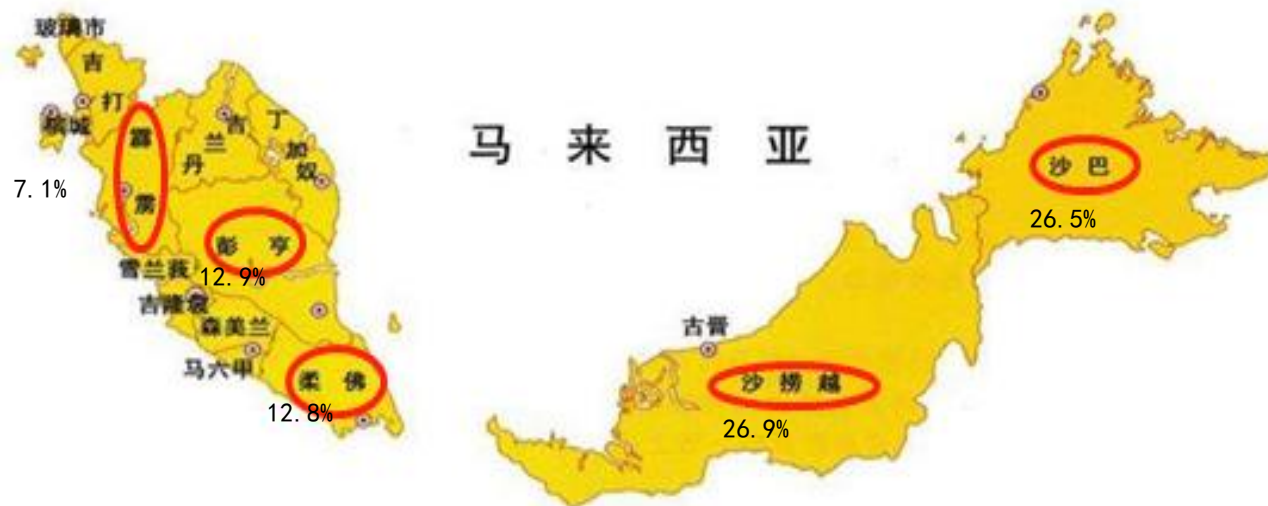 马来西亚
玻璃市
吉打
槟城
霹雳
7.1%
吉兰丹
丁加奴
彭亨
12.9%
雪兰莪
吉隆坡
森美兰
马六甲
柔佛
12.8%
沙巴
26.5%
古晋
沙捞越
26.9%